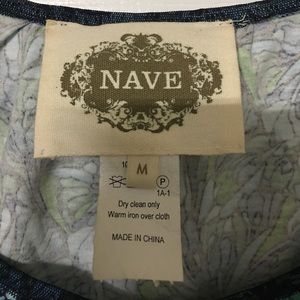 NAVE
M
P
1A-1
Dry clean only
Warm iron over cloth
MADE IN CHINA